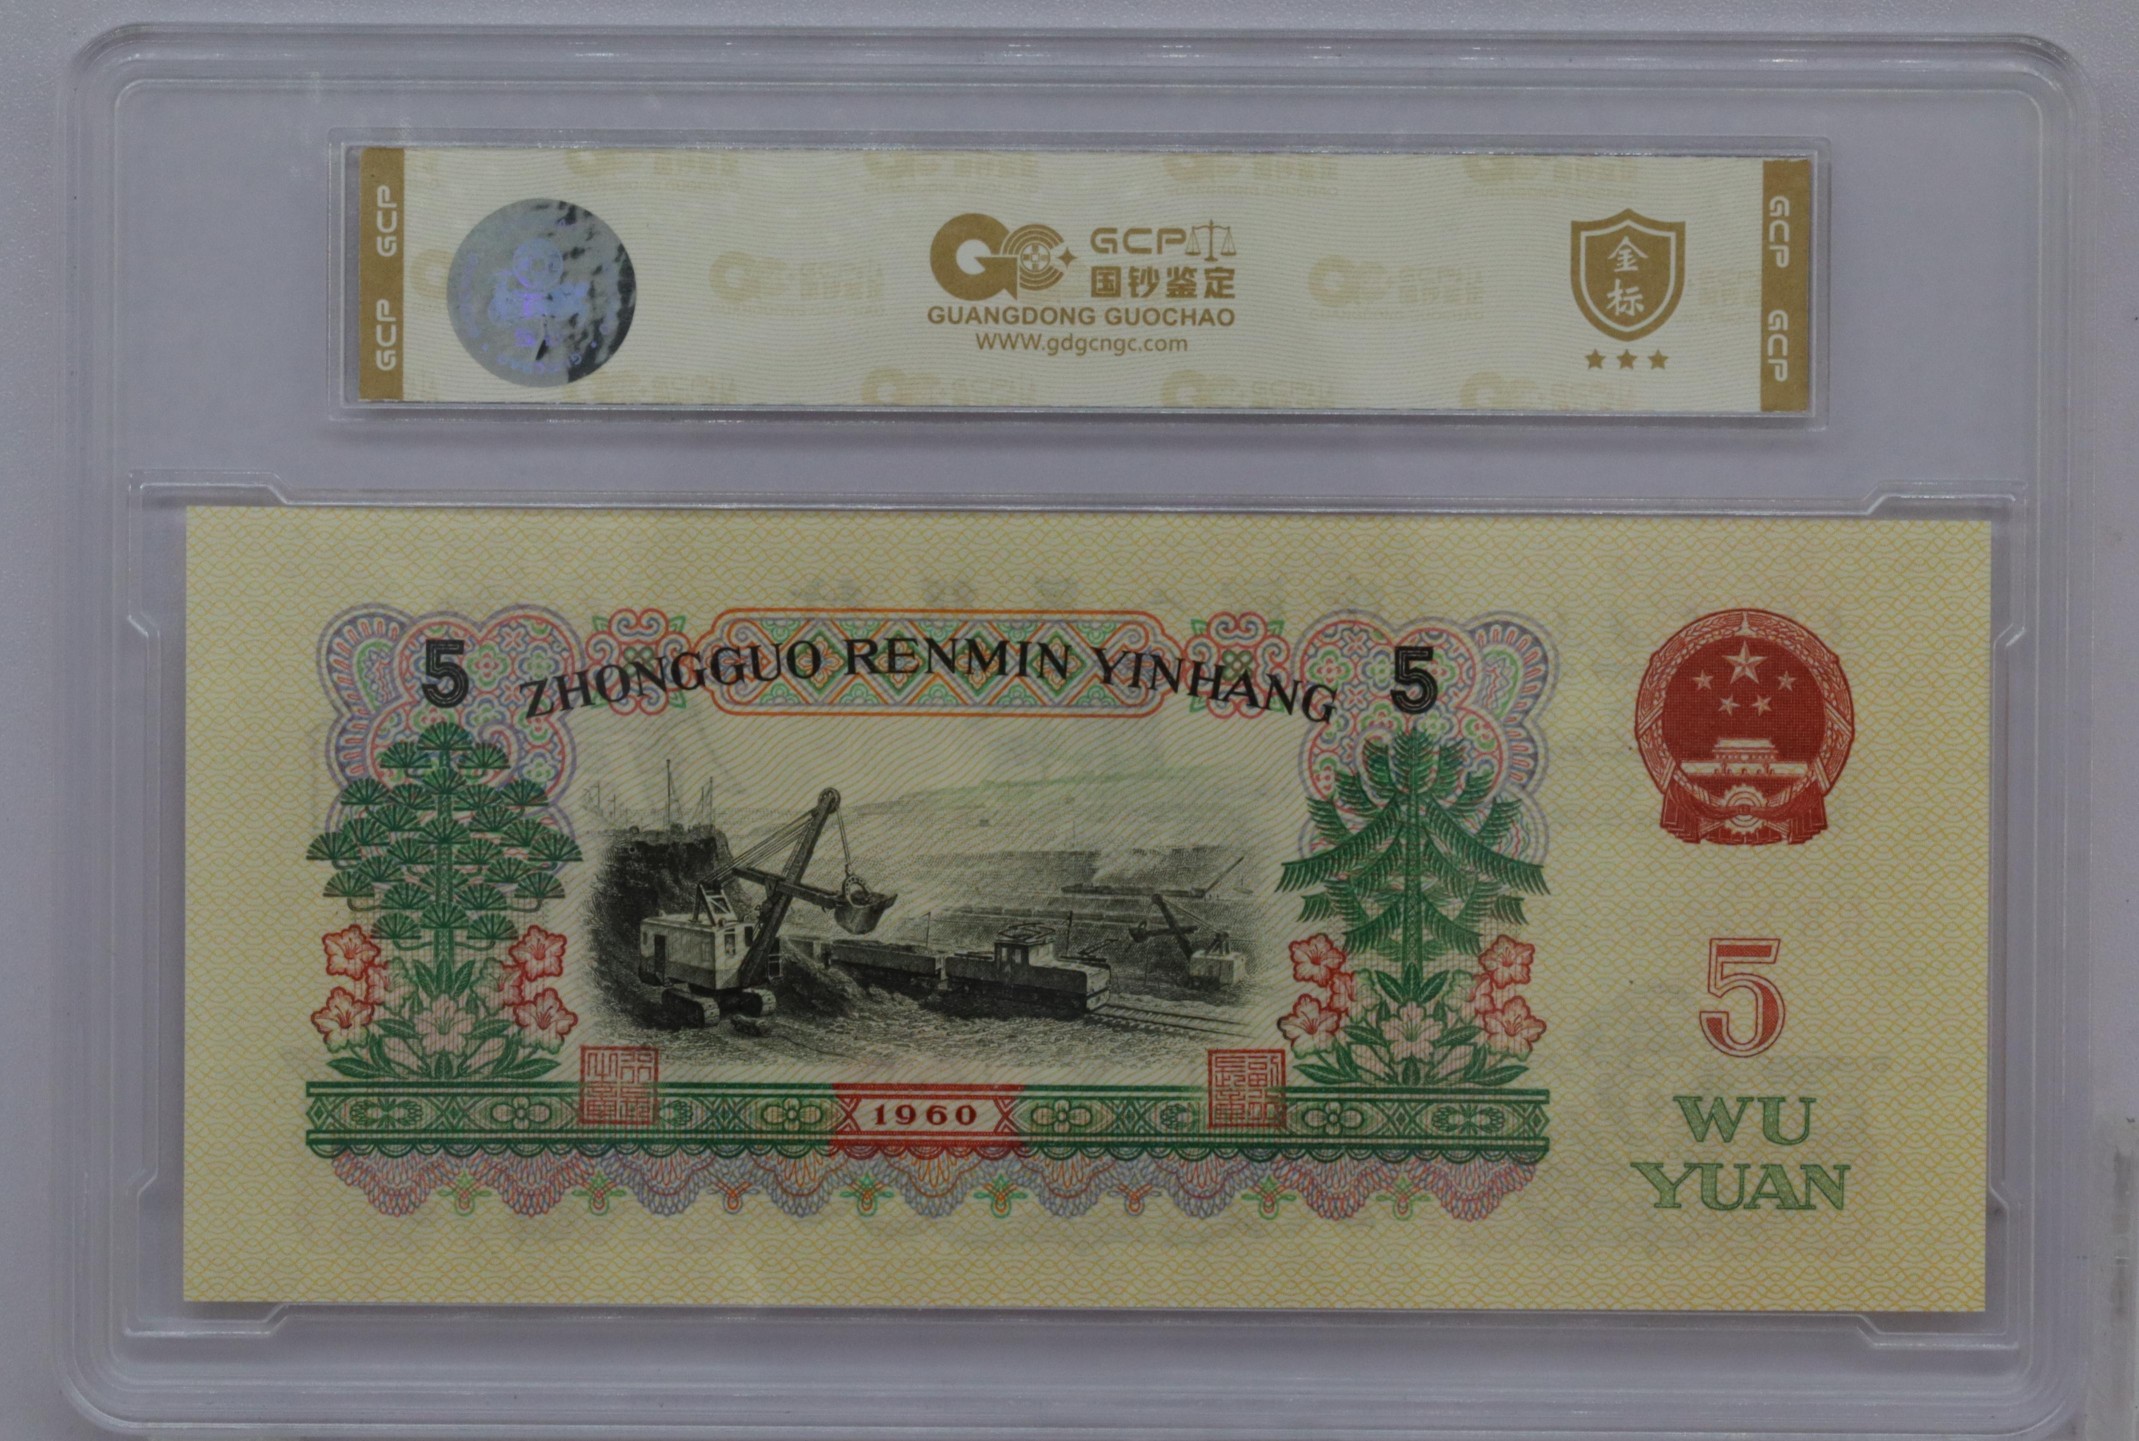 GCP GCP
GCP
国钞鉴定
GUANGDONG GUOCHAO
WWW.gdgcngc.com
金标
GCP GCP
5 ZHONGGUO RENMIN YINHANG 5
1960
5
WU
YUAN